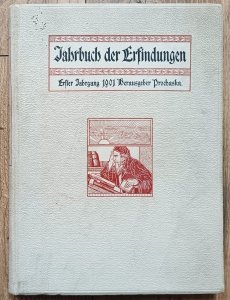 Jahrbuch der Erfindungen
Erster Jahrgang 1901 Herausgeber Prochaska.